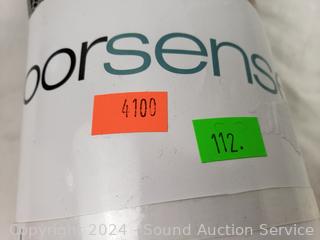 oorsens
4100
112.
Copyright 2024 - Sound Auction Service